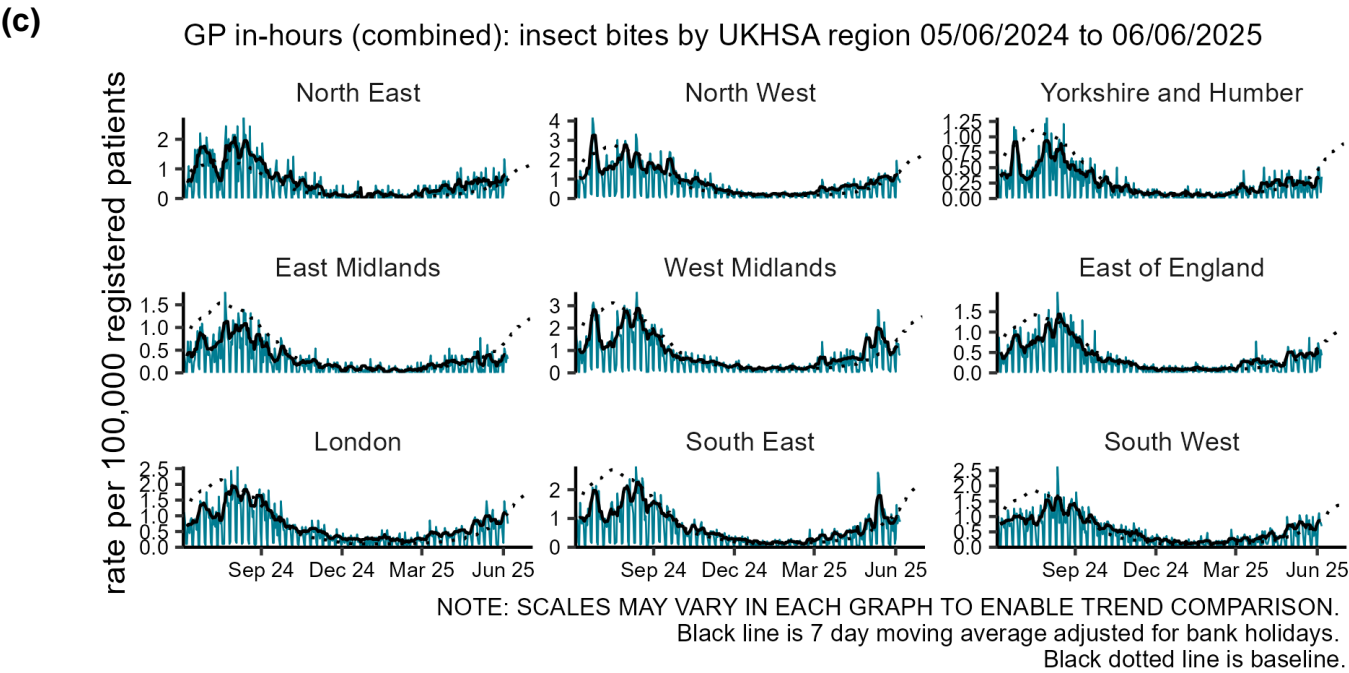 (c)
GP in-hours (combined): insect bites by UKHSA region 05/06/2024 to 06/06/2025
rate per 100,000 registered patients
North East
2
1
0
North West
4
3
2
1
0
Yorkshire and Humber
1.25
1.00
0.75
0.50
0.25
0.00
East Midlands
1.5
1.0
0.5
0.0
West Midlands
3
2
1
0
East of England
1.5
1.0
0.5
0.0
London
2.5
2.0
1.5
1.0
0.5
0.0
South East
2
1
0
South West
2.5
2.0
1.5
1.0
0.5
0.0
Sep 24 Dec 24 Mar 25 Jun 25
Sep 24 Dec 24 Mar 25 Jun 25
Sep 24 Dec 24 Mar 25 Jun 25
NOTE: SCALES MAY VARY IN EACH GRAPH TO ENABLE TREND COMPARISON.
Black line is 7 day moving average adjusted for bank holidays.
Black dotted line is baseline.